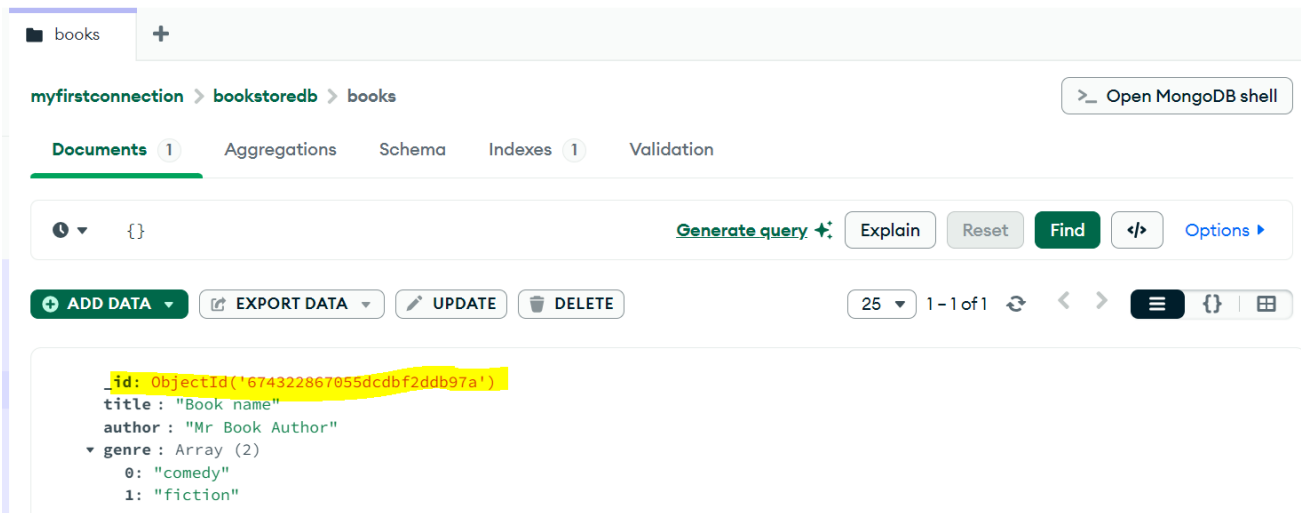 books
myfirstconnection > bookstoredb > books
>_ Open MongoDB shell
Documents 1 Aggregations Schema Indexes 1 Validation
{} Generate query Explain Reset Find </> Options
ADD DATA EXPORT DATA UPDATE DELETE 25 1 – 1 of 1 {}
_id: ObjectId('674322867055dcdbf2ddb97a')
title : "Book name"
author : "Mr Book Author"
genre : Array (2)
0: "comedy"
1: "fiction"